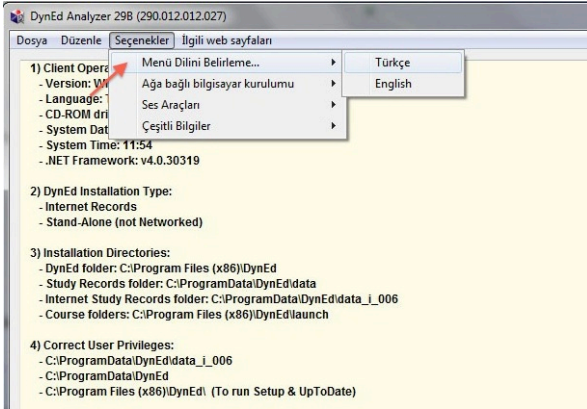 DynEd Analyzer 29B (290.012.012.027)
Dosya Düzenle Seçenekler İlgili web sayfaları
Menü Dilini Belirleme...
Ağa bağlı bilgisayar kurulumu
Ses Araçları
Çeşitli Bilgiler
Türkçe
English
1) Client Opera
- Version: W
- Language:
- CD-ROM dri
- System Dat
- System Time: 11:54
- .NET Framework: v4.0.30319
2) DynEd Installation Type:
- Internet Records
- Stand-Alone (not Networked)
3) Installation Directories:
- DynEd folder: C:\Program Files (x86)\DynEd
- Study Records folder: C:\ProgramData\DynEd\data
- Internet Study Records folder: C:\ProgramData\DynEd\data_i_006
- Course folders: C:\Program Files (x86)\DynEd\launch
4) Correct User Privileges:
- C:\ProgramData\DynEd\data_i_006
- C:\ProgramData\DynEd
- C:\Program Files (x86)\DynEd\ (To run Setup & UpToDate)